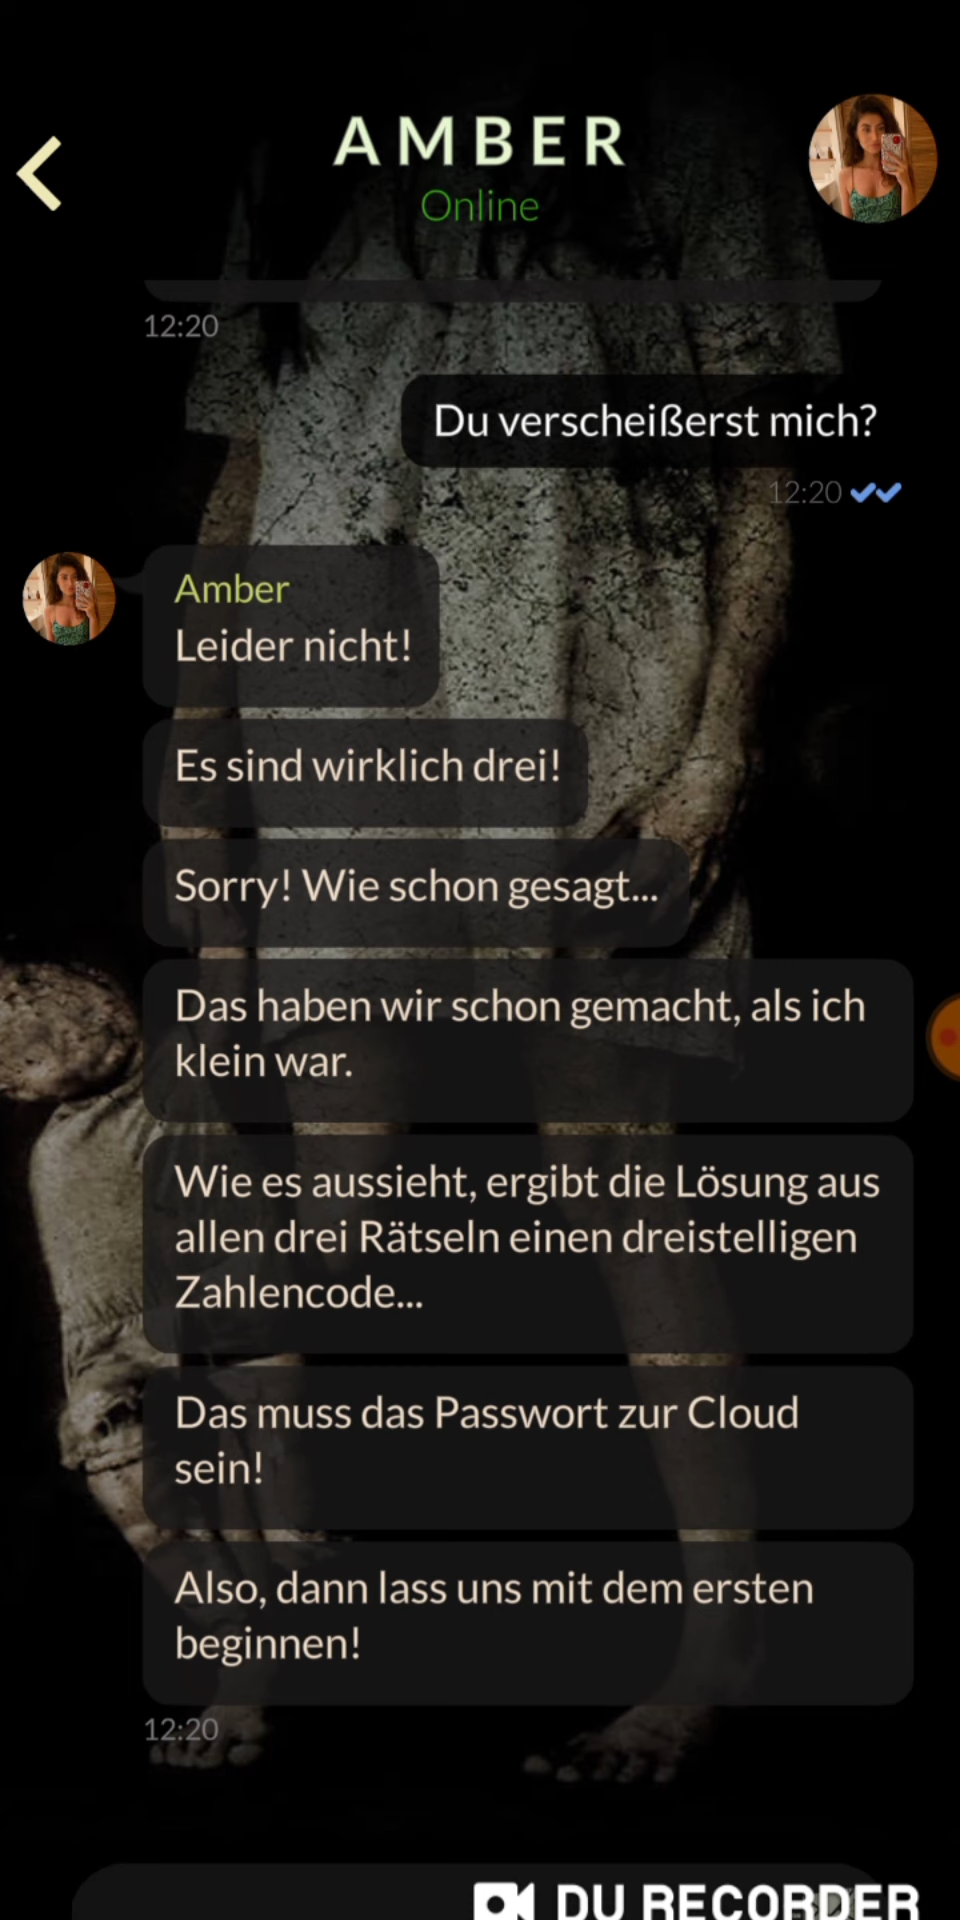 AMBER
Online
12:20
Du verscheißerst mich?
12:20
Amber
Leider nicht!
Es sind wirklich drei!
Sorry! Wie schon gesagt...
Das haben wir schon gemacht, als ich
klein war.
Wie es aussieht, ergibt die Lösung aus
allen drei Rätseln einen dreistelligen
Zahlencode...
Das muss das Passwort zur Cloud
sein!
Also, dann lass uns mit dem ersten
beginnen!
12:20
DU RECORDER